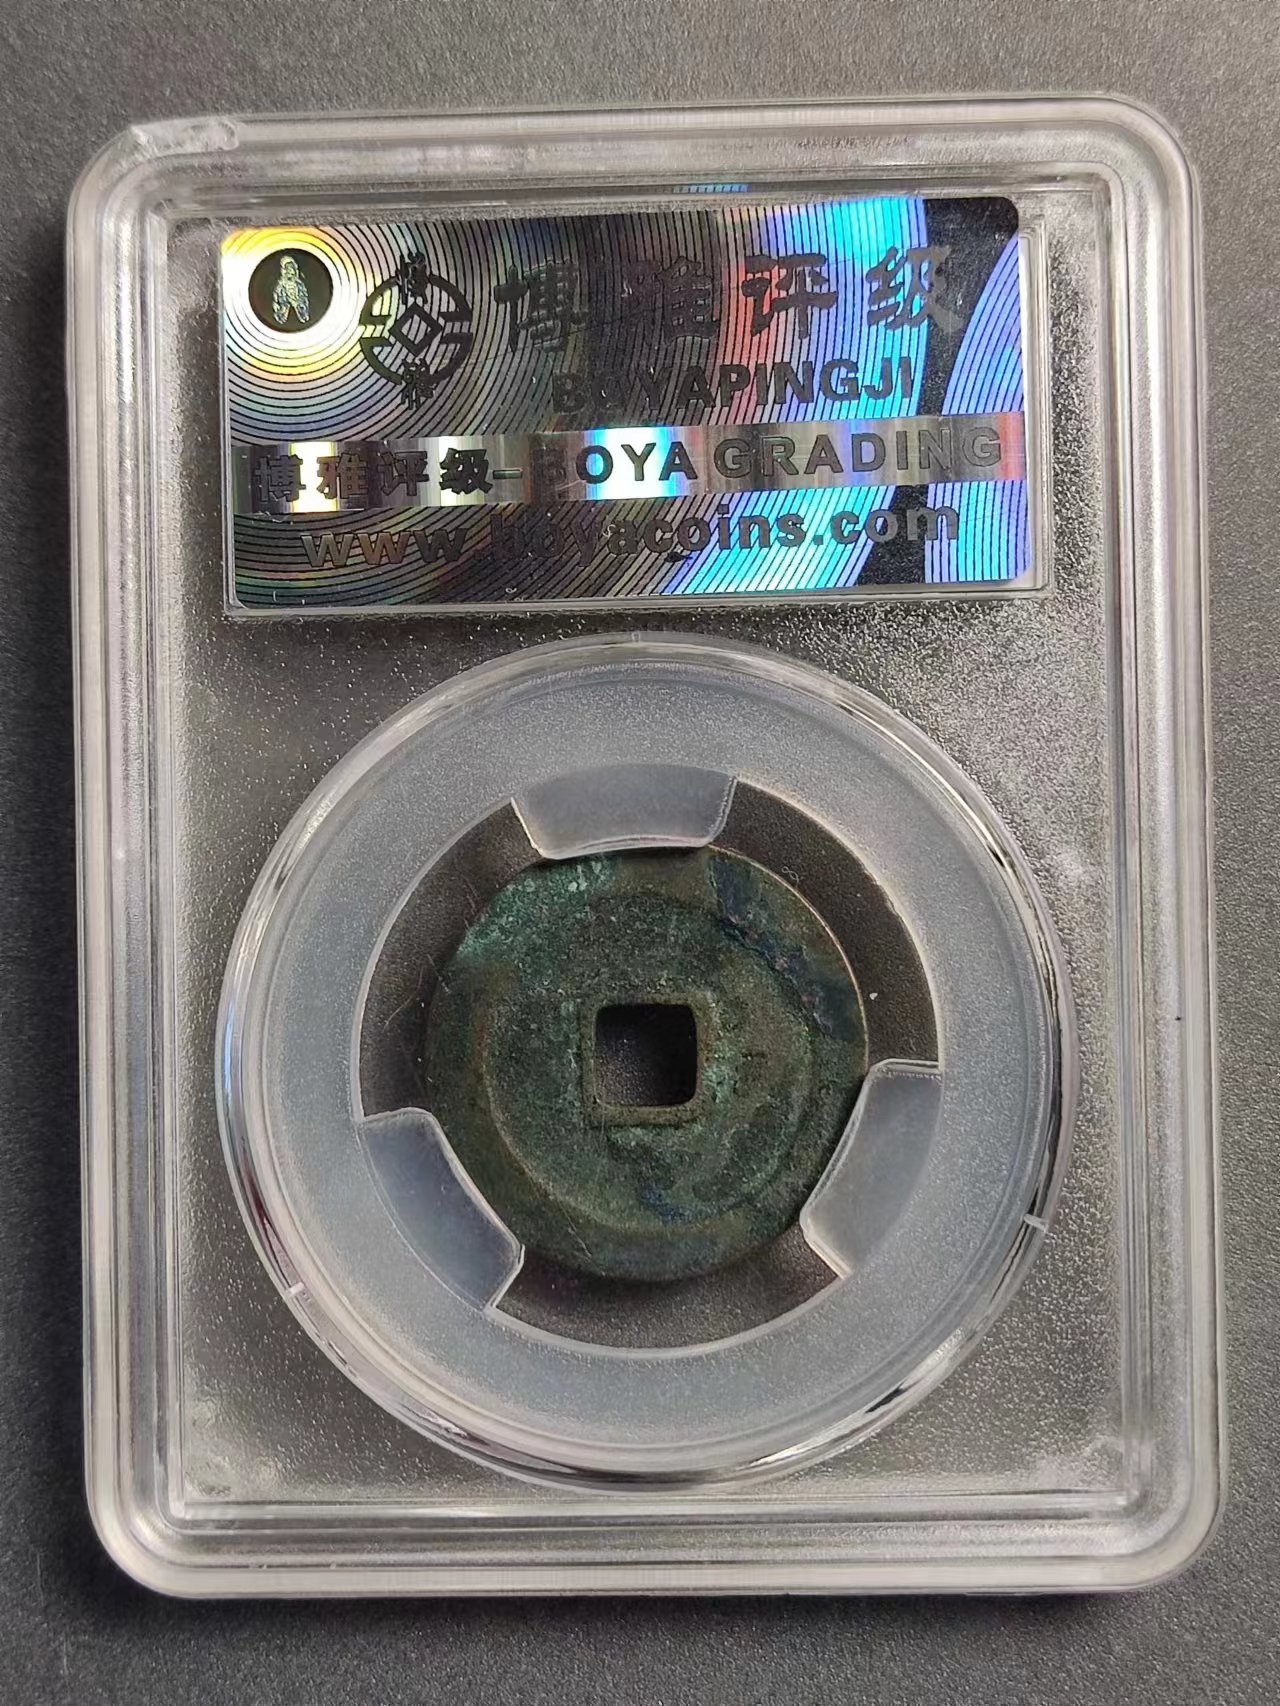 博雅评级
BOYAPINGJI
博雅评级-BOYA GRADING
www.boyacoins.com